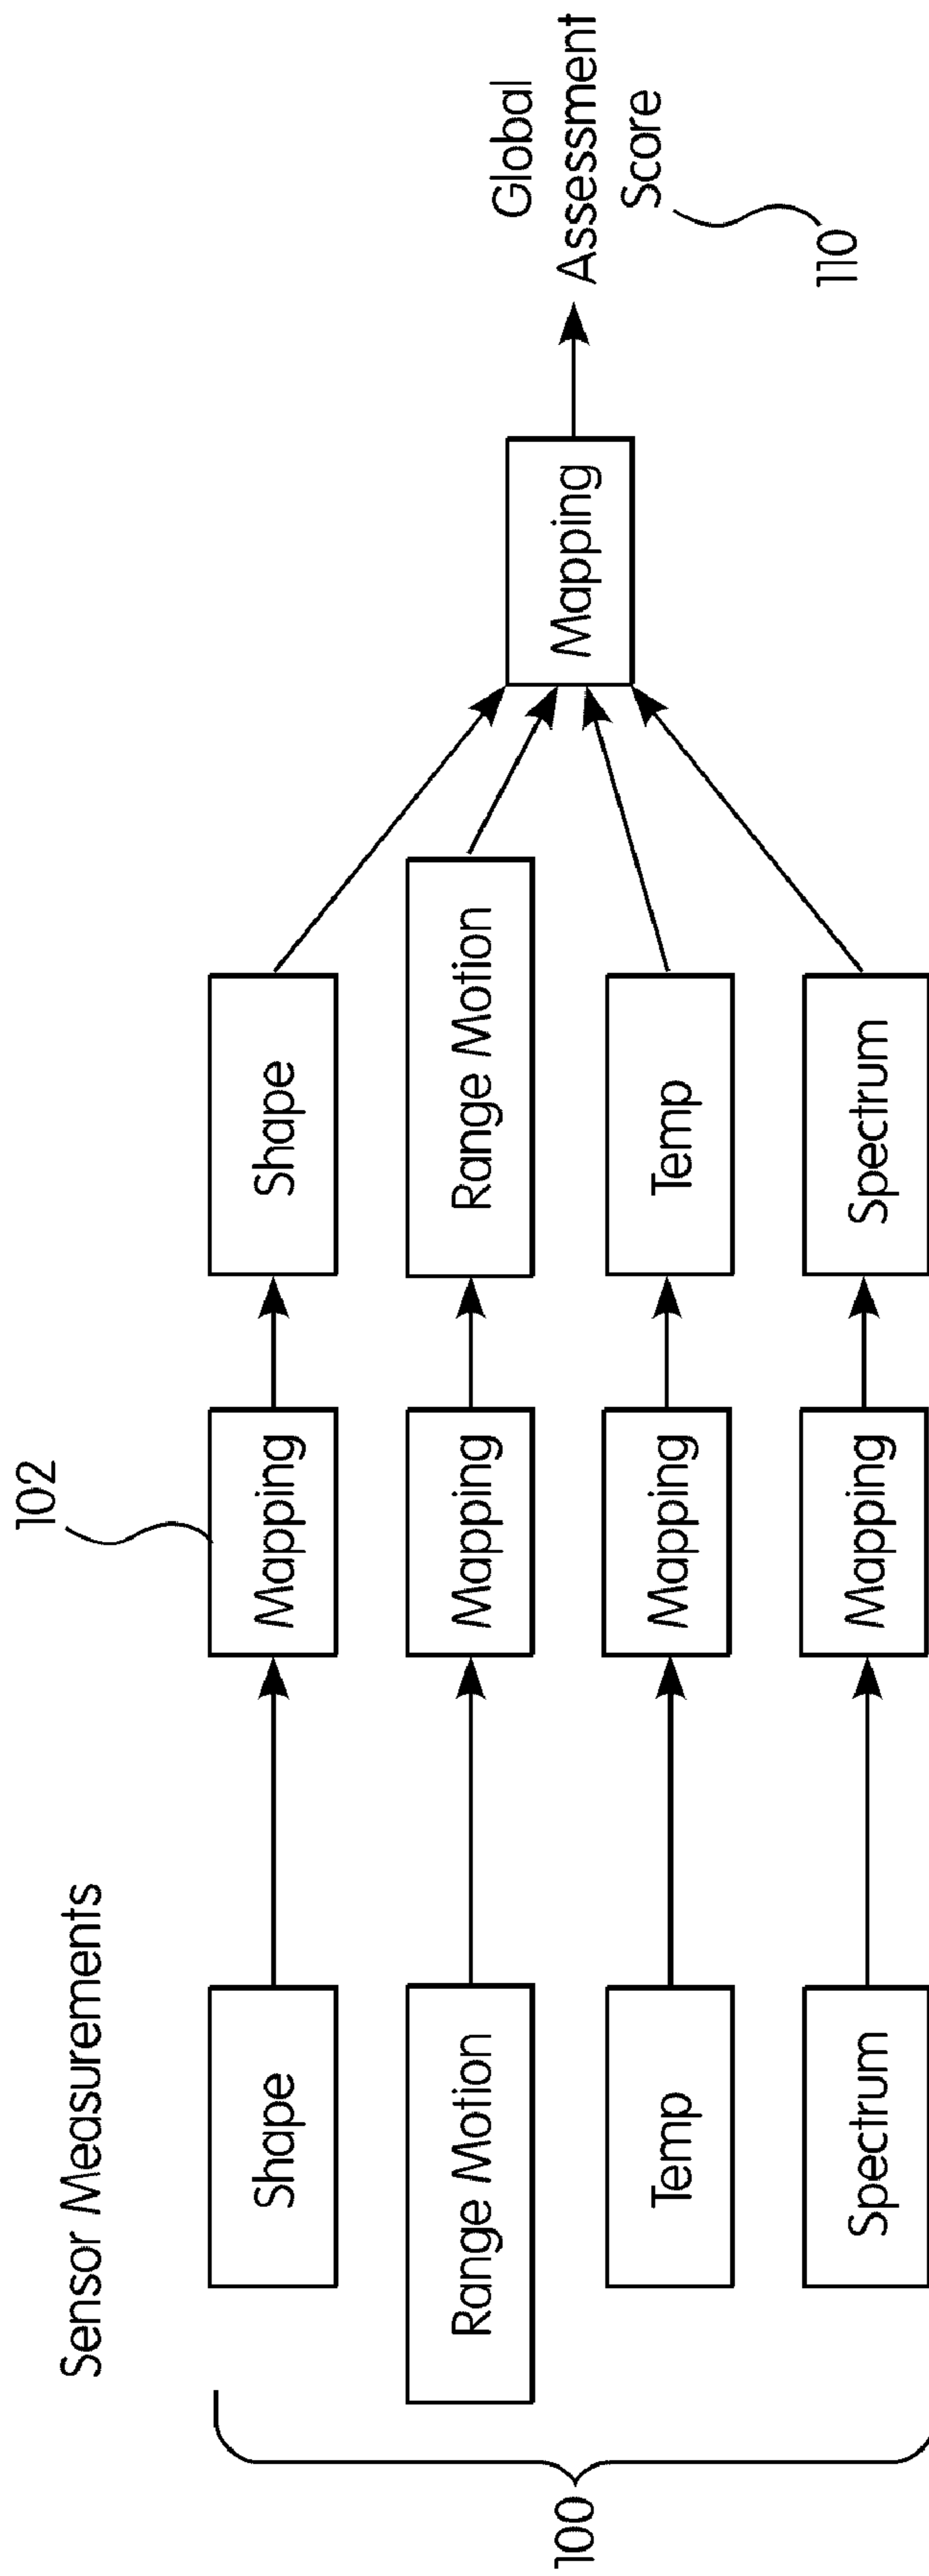 Sensor Measurements
102
100
Shape
Mapping
Shape
Range Motion
Mapping
Range Motion
Temp
Mapping
Temp
Spectrum
Mapping
Spectrum
Mapping
Global
Assessment
Score
110